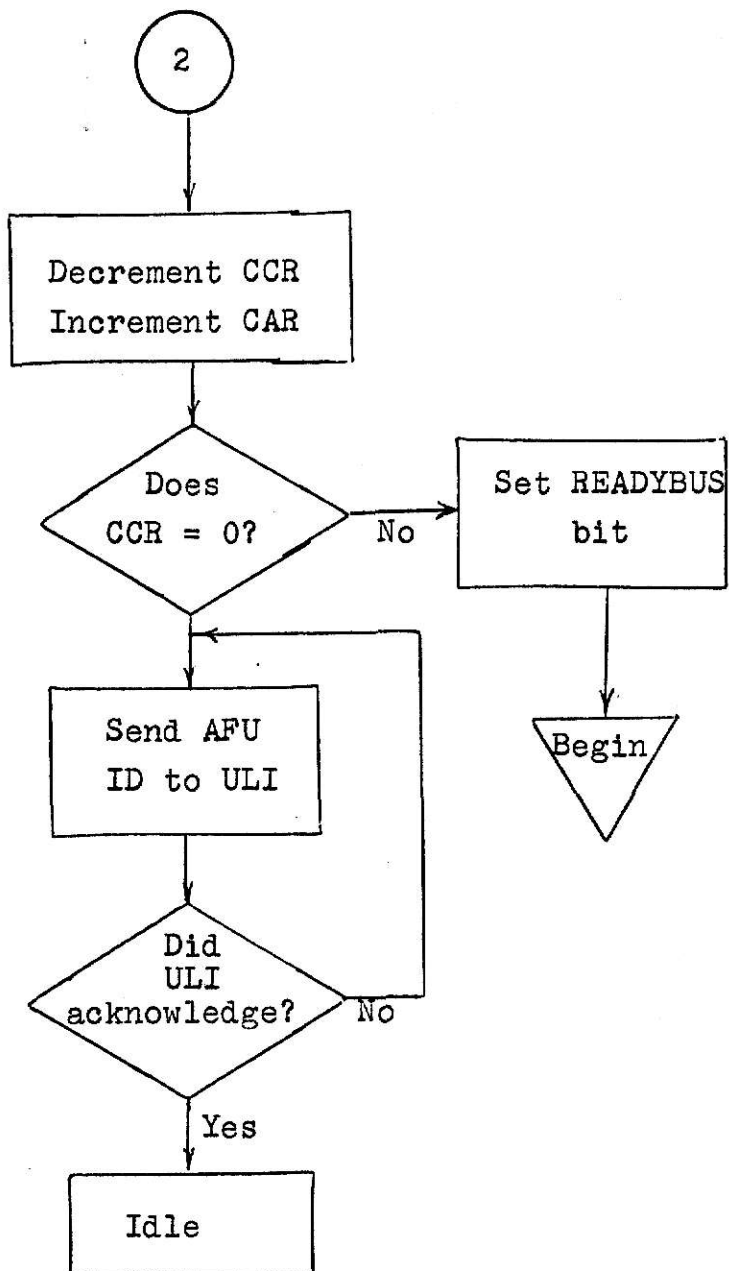 2
Decrement CCR
Increment CAR
Does
CCR = 0?
No
Set READYBUS
bit
Begin
Send AFU
ID to ULI
Did
ULI
acknowledge?
No
Yes
Idle